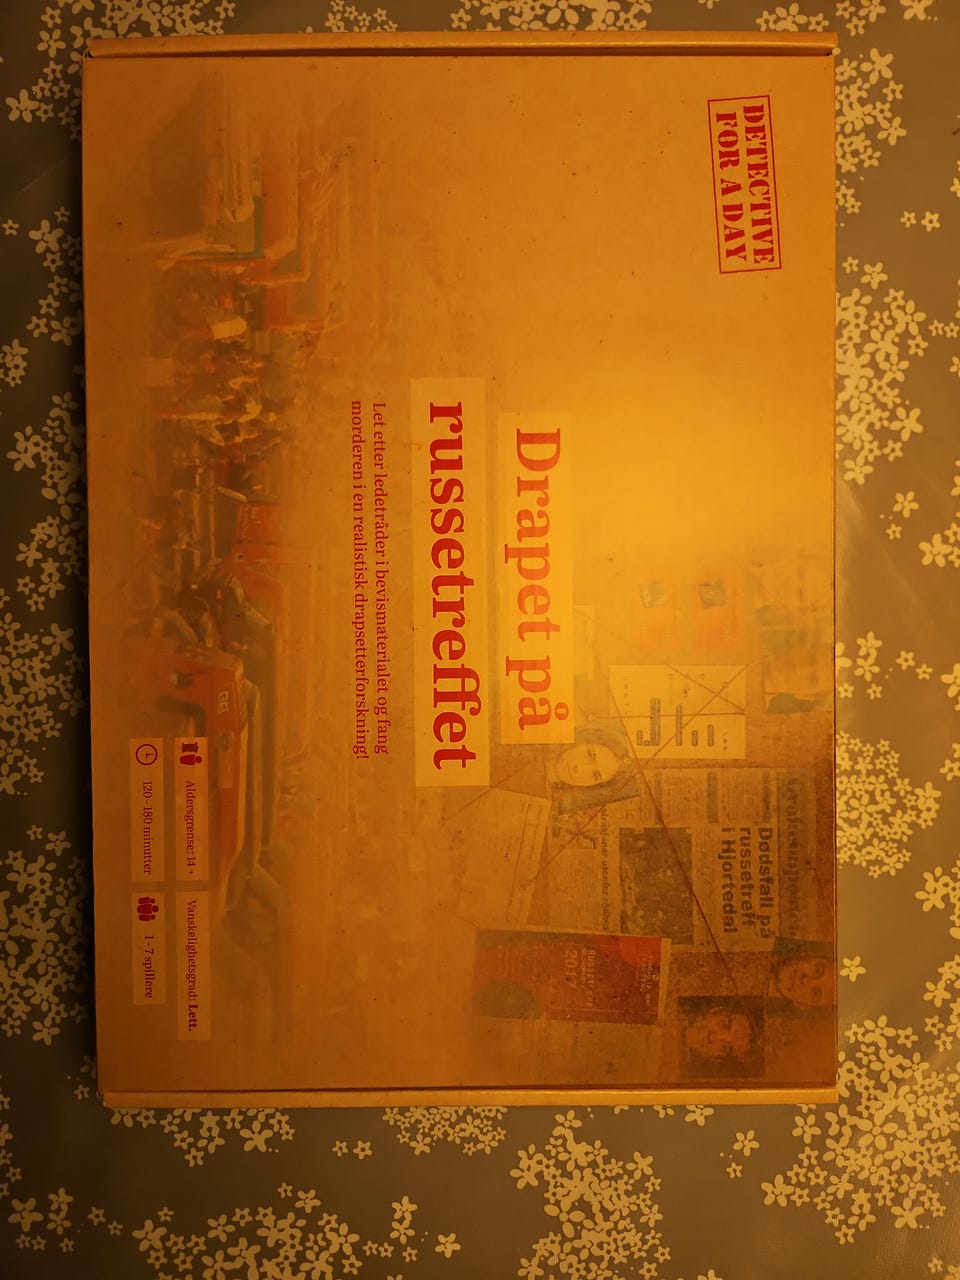 DETECTIVE
FOR A DAY
Drapet på
russetreffet
Let etter ledetråder i bevismaterialet og fang
morderen i en realistisk drapsetterforskning!
Dødsfall på
russetreff
i Hjortedal
2017
Aldersgrense: 14 +
Vanskelighetsgrad: Lett.
120 - 180 minutter
1 - 7 spillere